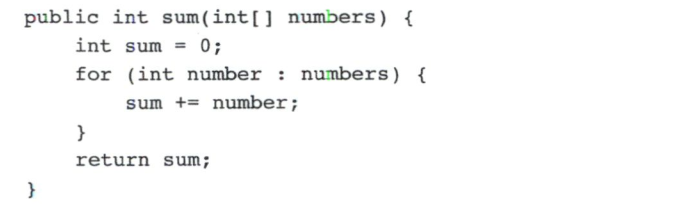 public int sum(int[] numbers) {
    int sum = 0;
    for (int number : numbers) {
        sum += number;
    }
    return sum;
}